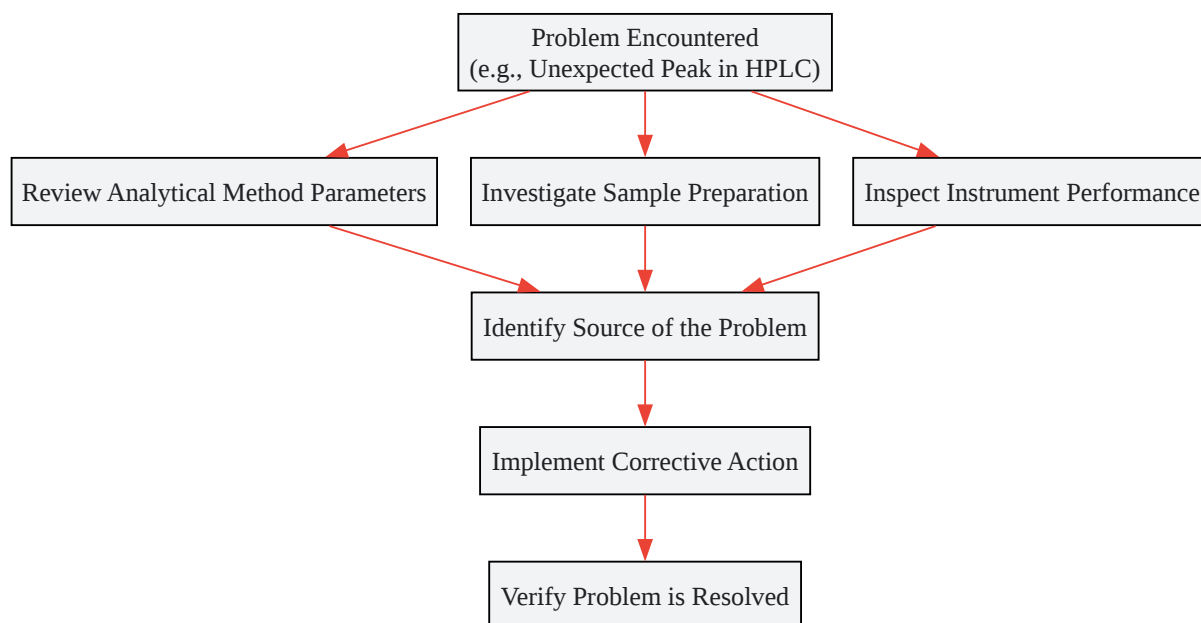 Problem Encountered
(e.g., Unexpected Peak in HPLC)
Review Analytical Method Parameters
Investigate Sample Preparation
Inspect Instrument Performance
Identify Source of the Problem
Implement Corrective Action
Verify Problem is Resolved